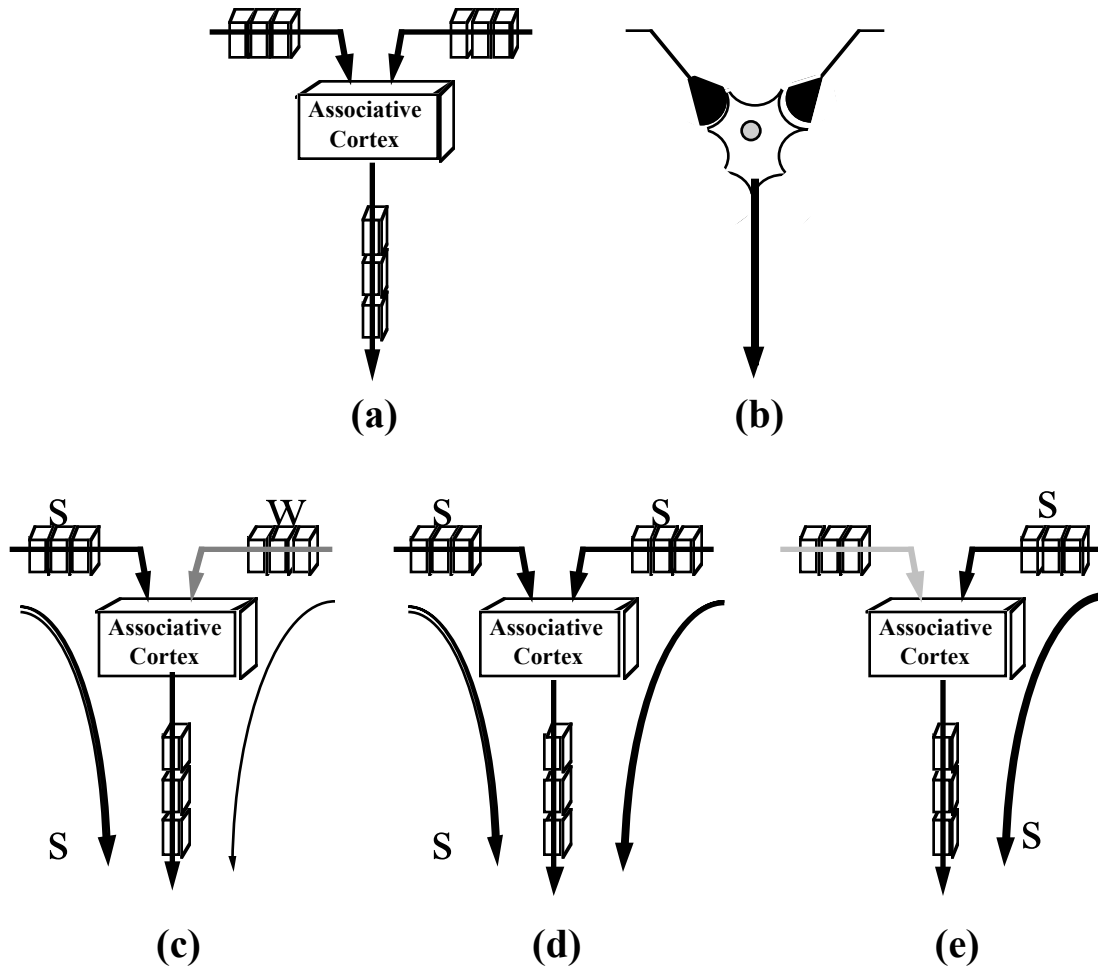 Associative
Cortex
(a)
(b)
S
W
Associative
Cortex
S
(c)
S
S
Associative
Cortex
S
(d)
S
Associative
Cortex
S
(e)